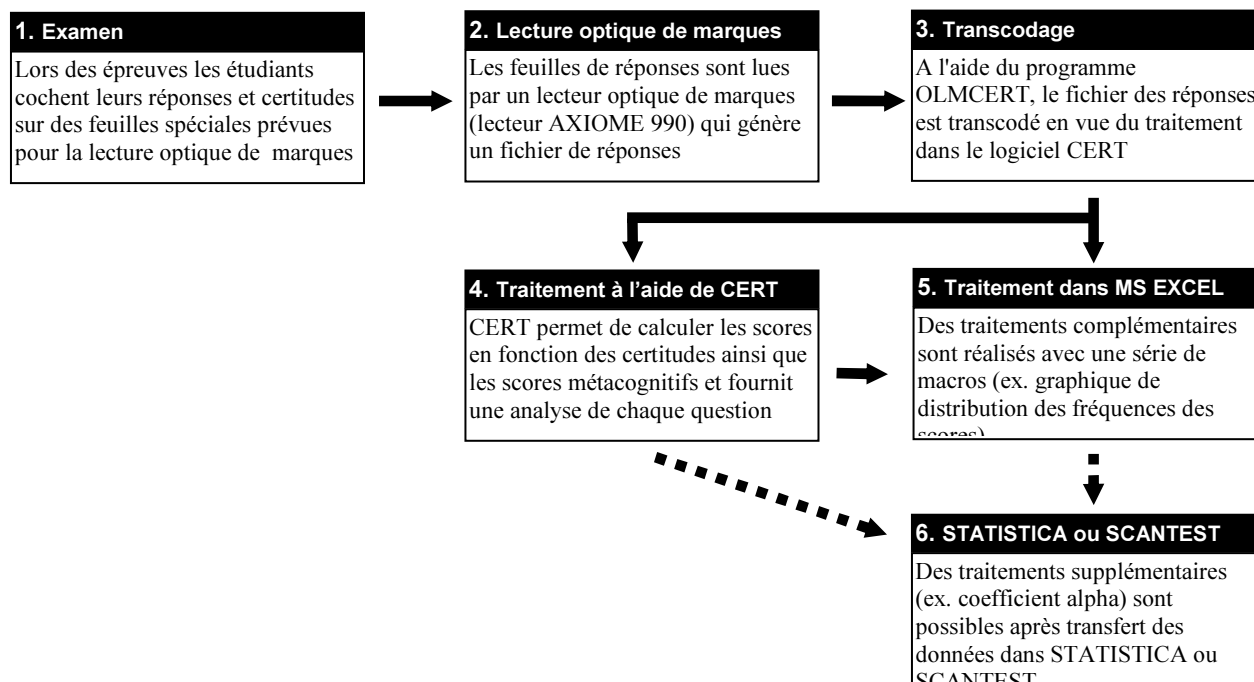 1. Examen
Lors des épreuves les étudiants
cochent leurs réponses et certitudes
sur des feuilles spéciales prévues
pour la lecture optique de marques
2. Lecture optique de marques
Les feuilles de réponses sont lues
par un lecteur optique de marques
(lecteur AXIOME 990) qui génère
un fichier de réponses
3. Transcodage
A l'aide du programme
OLMCERT, le fichier des réponses
est transcodé en vue du traitement
dans le logiciel CERT
4. Traitement à l’aide de CERT
CERT permet de calculer les scores
en fonction des certitudes ainsi que
les scores métacognitifs et fournit
une analyse de chaque question
5. Traitement dans MS EXCEL
Des traitements complémentaires
sont réalisés avec une série de
macros (ex. graphique de
distribution des fréquences des
scores)
6. STATISTICA ou SCANTEST
Des traitements supplémentaires
(ex. coefficient alpha) sont
possibles après transfert des
données dans STATISTICA ou
SCANTEST